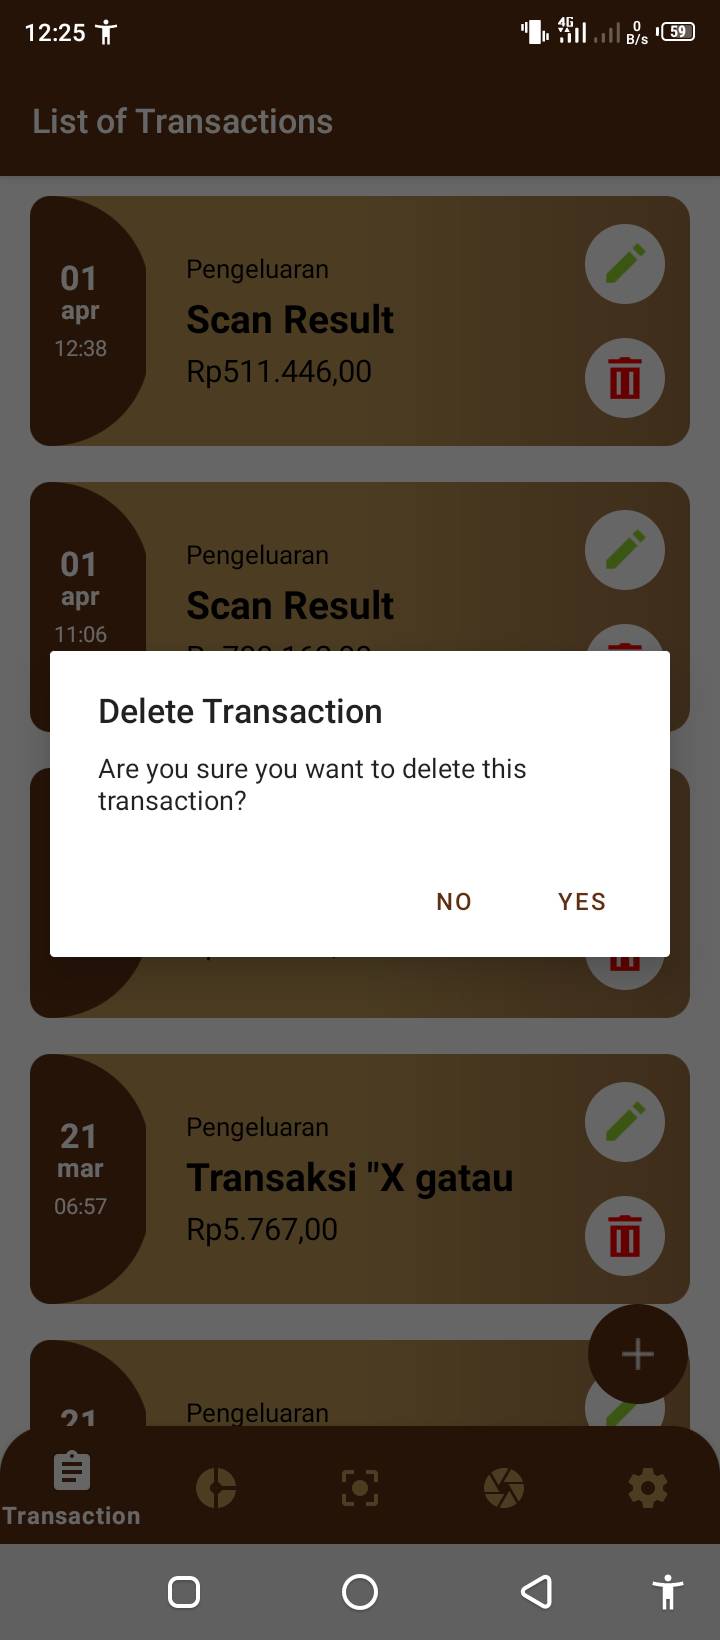 12:25
4G
0
B/s
59
List of Transactions
01
apr
12:38
Pengeluaran
Scan Result
Rp511.446,00
01
apr
11:06
Pengeluaran
Scan Result
Delete Transaction
Are you sure you want to delete this
transaction?
NO
YES
21
mar
06:57
Pengeluaran
Transaksi "X gatau
Rp5.767,00
21
Pengeluaran
Transaction